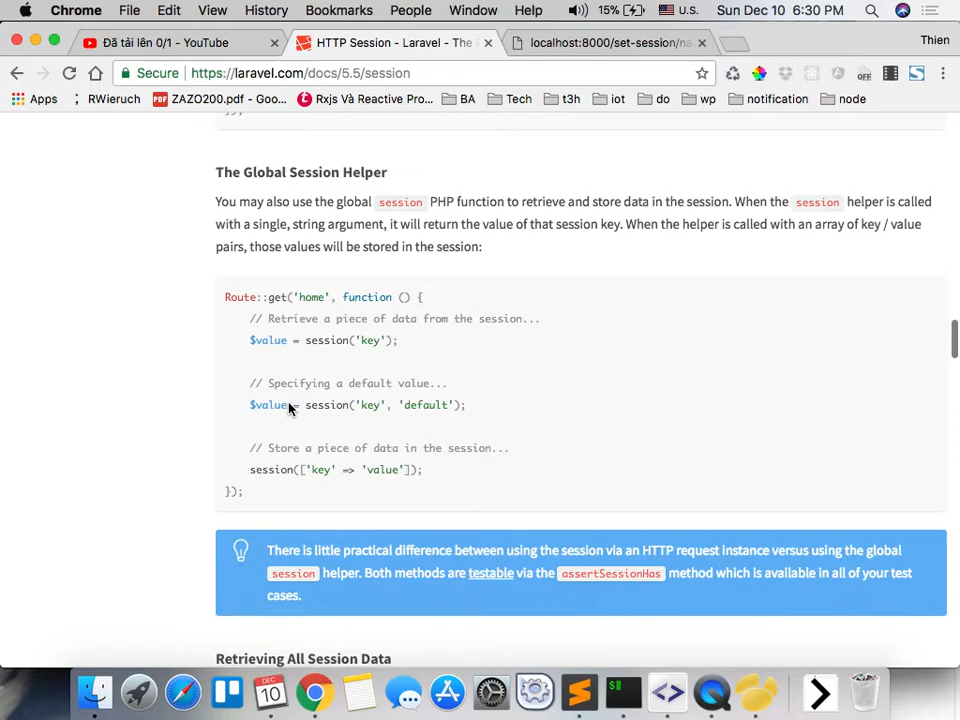 Chrome File Edit View History Bookmarks People Window Help 15% U.S. Sun Dec 10 6:30 PM
Đã tải lên 0/1 - YouTube × HTTP Session - Laravel - The × localhost:8000/set-session/na × Thien
Secure https://laravel.com/docs/5.5/session OFF
Apps RWieruch PDF ZAZO200.pdf - Goo... Rxjs Và Reactive Pro... BA Tech t3h iot do wp notification node
});
The Global Session Helper
You may also use the global session PHP function to retrieve and store data in the session. When the session helper is called
with a single, string argument, it will return the value of that session key. When the helper is called with an array of key / value
pairs, those values will be stored in the session:
Route::get('home', function () {
// Retrieve a piece of data from the session...
$value = session('key');
// Specifying a default value...
$value = session('key', 'default');
// Store a piece of data in the session...
session(['key' => 'value']);
});
There is little practical difference between using the session via an HTTP request instance versus using the global
session helper. Both methods are testable via the assertSessionHas method which is available in all of your test
cases.
Retrieving All Session Data
DEC
10